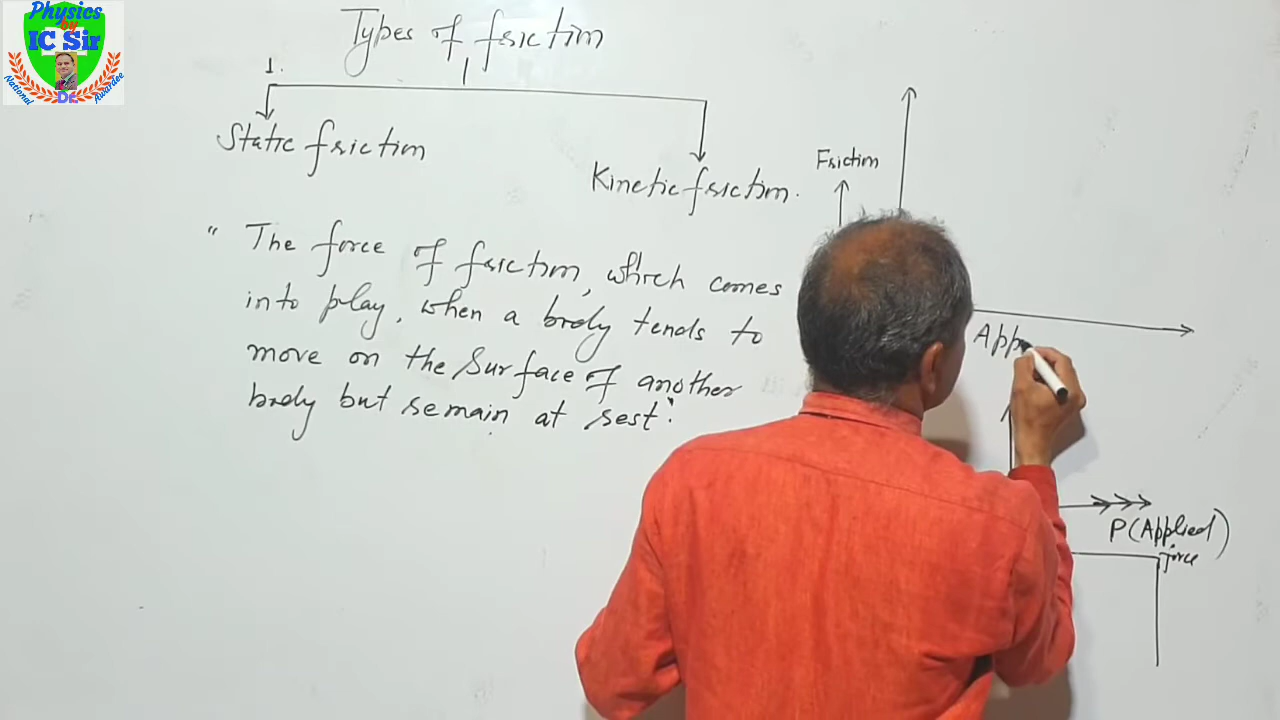 Physics
by
IC Sir
National Awardee
DE
Types of friction
1.
Static friction
Kinetic friction.
" The force of friction, which comes
into play, when a body tends to
move on the surface of another
body but remain at rest."
Friction
App
P (Applied)
force